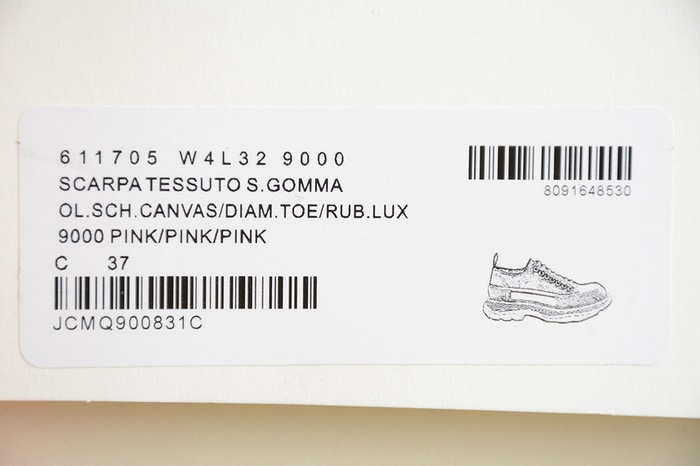 611705 W4L32 9000
SCARPA TESSUTO S.GOMMA
OL.SCH.CANVAS/DIAM.TOE/RUB.LUX
9000 PINK/PINK/PINK
C 37
JCMQ900831C
8091648530